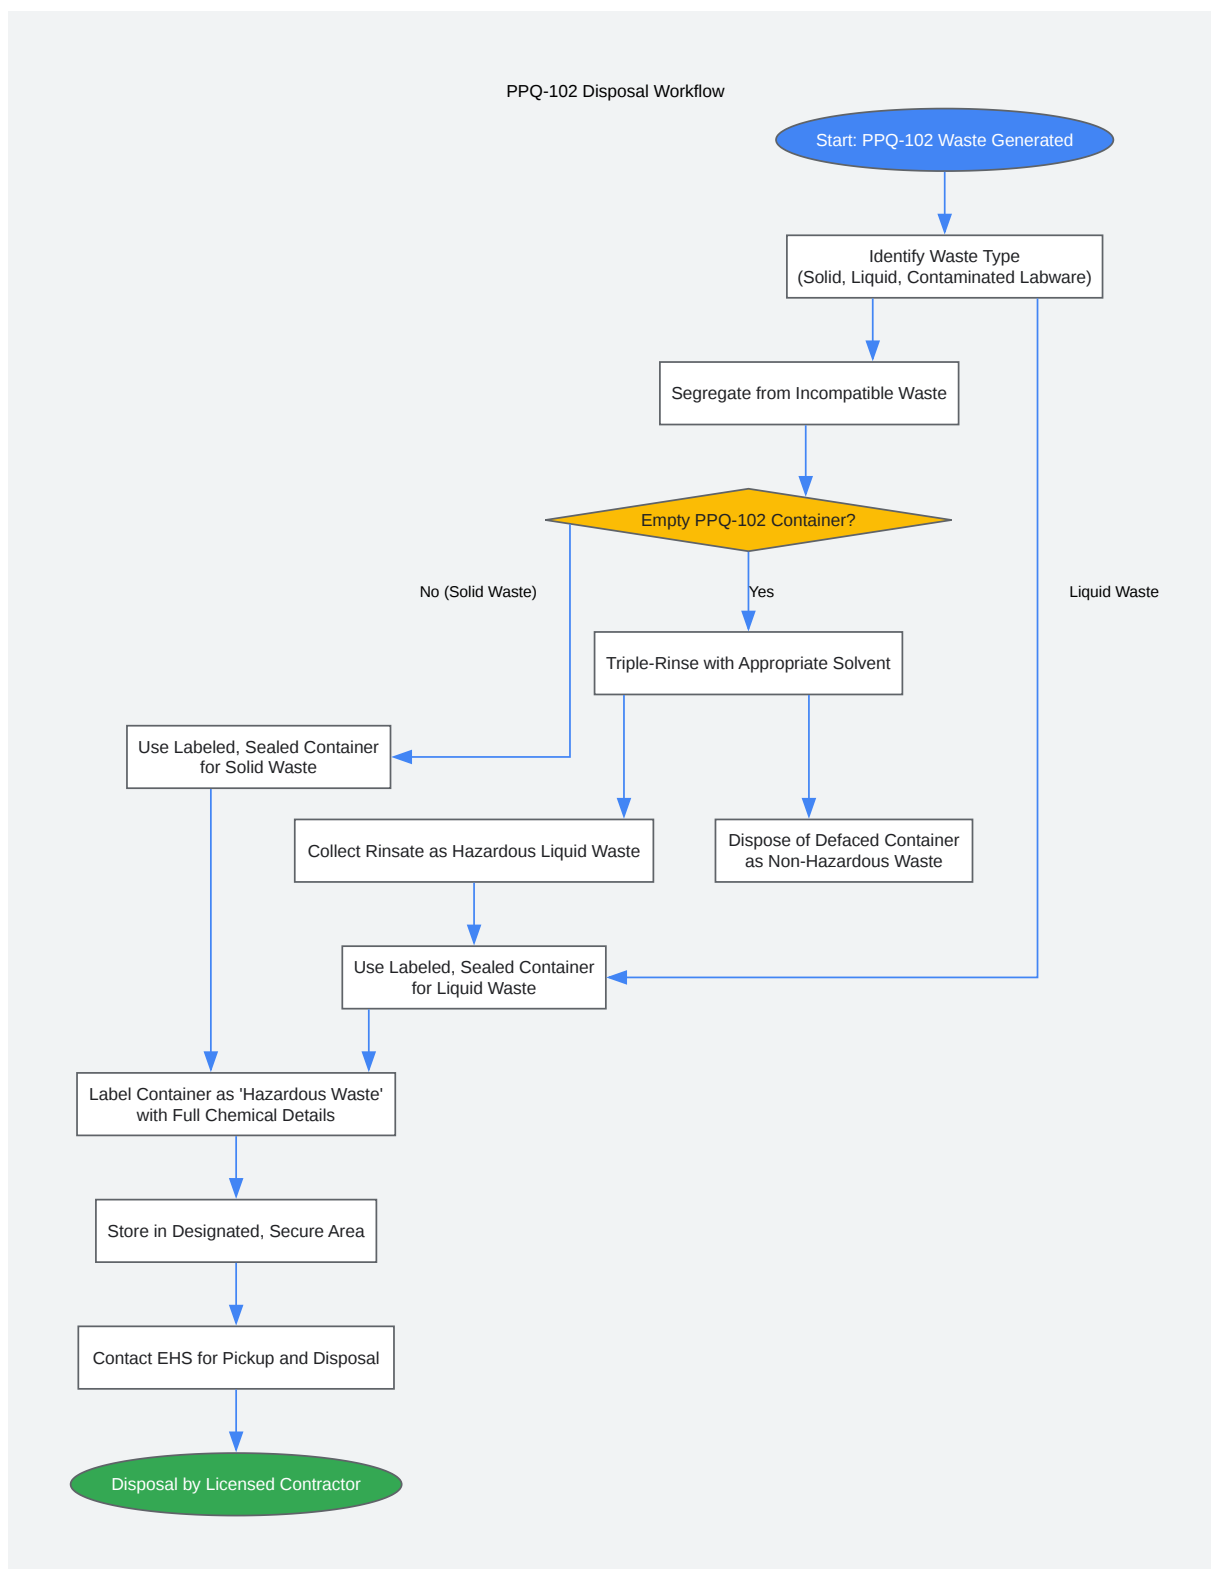 PPQ-102 Disposal Workflow
Start: PPQ-102 Waste Generated
Identify Waste Type
(Solid, Liquid, Contaminated Labware)
Segregate from Incompatible Waste
Empty PPQ-102 Container?
No (Solid Waste)
Yes
Liquid Waste
Triple-Rinse with Appropriate Solvent
Use Labeled, Sealed Container
for Solid Waste
Collect Rinsate as Hazardous Liquid Waste
Dispose of Defaced Container
as Non-Hazardous Waste
Use Labeled, Sealed Container
for Liquid Waste
Label Container as 'Hazardous Waste'
with Full Chemical Details
Store in Designated, Secure Area
Contact EHS for Pickup and Disposal
Disposal by Licensed Contractor